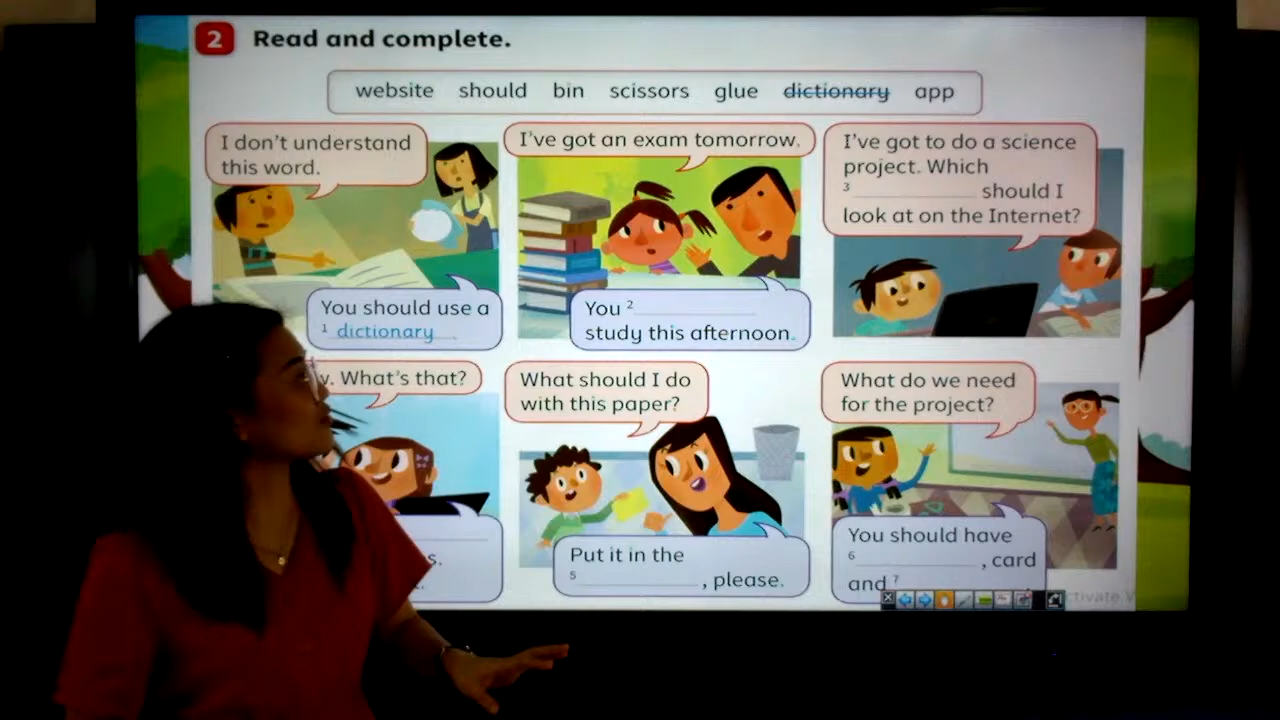 2 Read and complete.
website should bin scissors glue dictionary app
I don't understand
this word.
You should use a
1 dictionary .
I've got an exam tomorrow.
You 2
study this afternoon.
I've got to do a science
project. Which
3 should I
look at on the Internet?
What's that?
s.
What should I do
with this paper?
Put it in the
5 , please.
What do we need
for the project?
You should have
6 , card
and 7